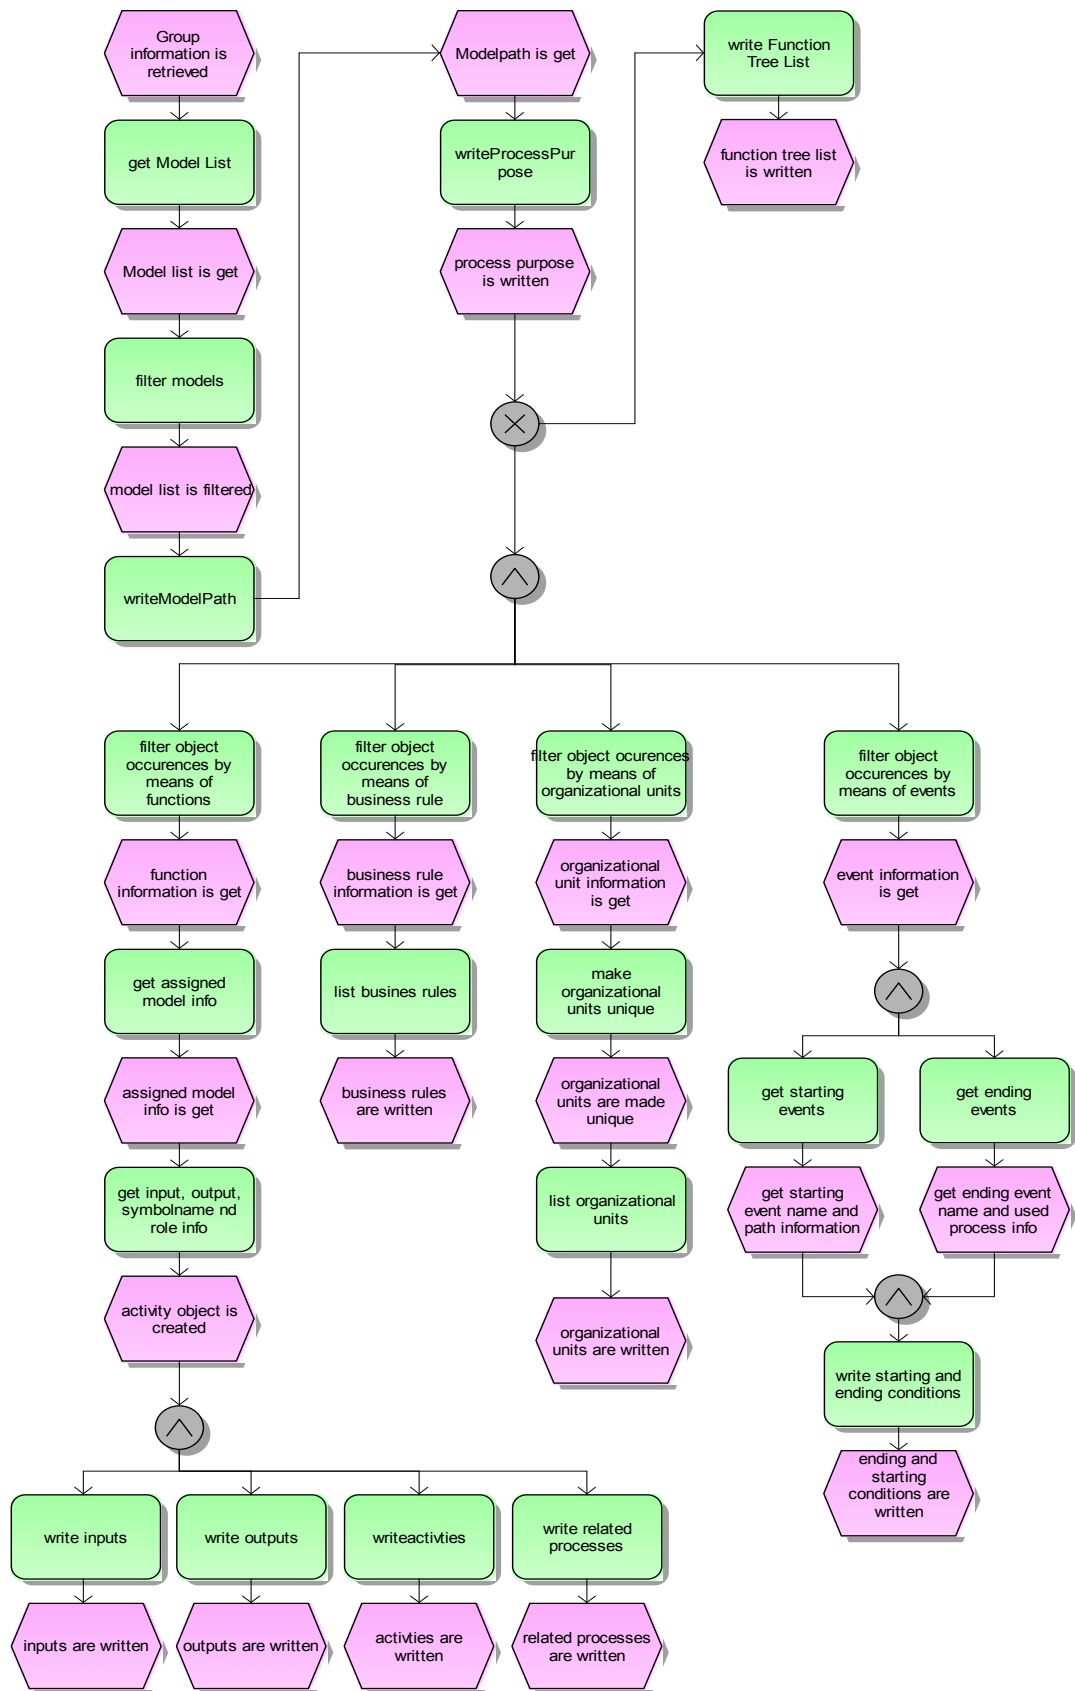 Group
information is
retrieved
get Model List
Model list is get
filter models
model list is filtered
writeModelPath
Modelpath is get
writeProcessPur
pose
process purpose
is written
write Function
Tree List
function tree list
is written
filter object
occurences by
means of
functions
function
information is get
get assigned
model info
assigned model
info is get
get input, output,
symbolname nd
role info
activity object is
created
filter object
occurences by
means of
business rule
business rule
information is get
list busines rules
business rules
are written
filter object ocurences
by means of
organizational units
organizational
unit information
is get
make
organizational
units unique
organizational
units are made
unique
list organizational
units
organizational
units are written
filter object
occurences by
means of events
event information
is get
get starting
events
get starting
event name and
path information
get ending
events
get ending event
name and used
process info
write starting and
ending conditions
ending and
starting
conditions are
written
write inputs
inputs are written
write outputs
outputs are written
writeactivties
activties are
written
write related
processes
related processes
are written